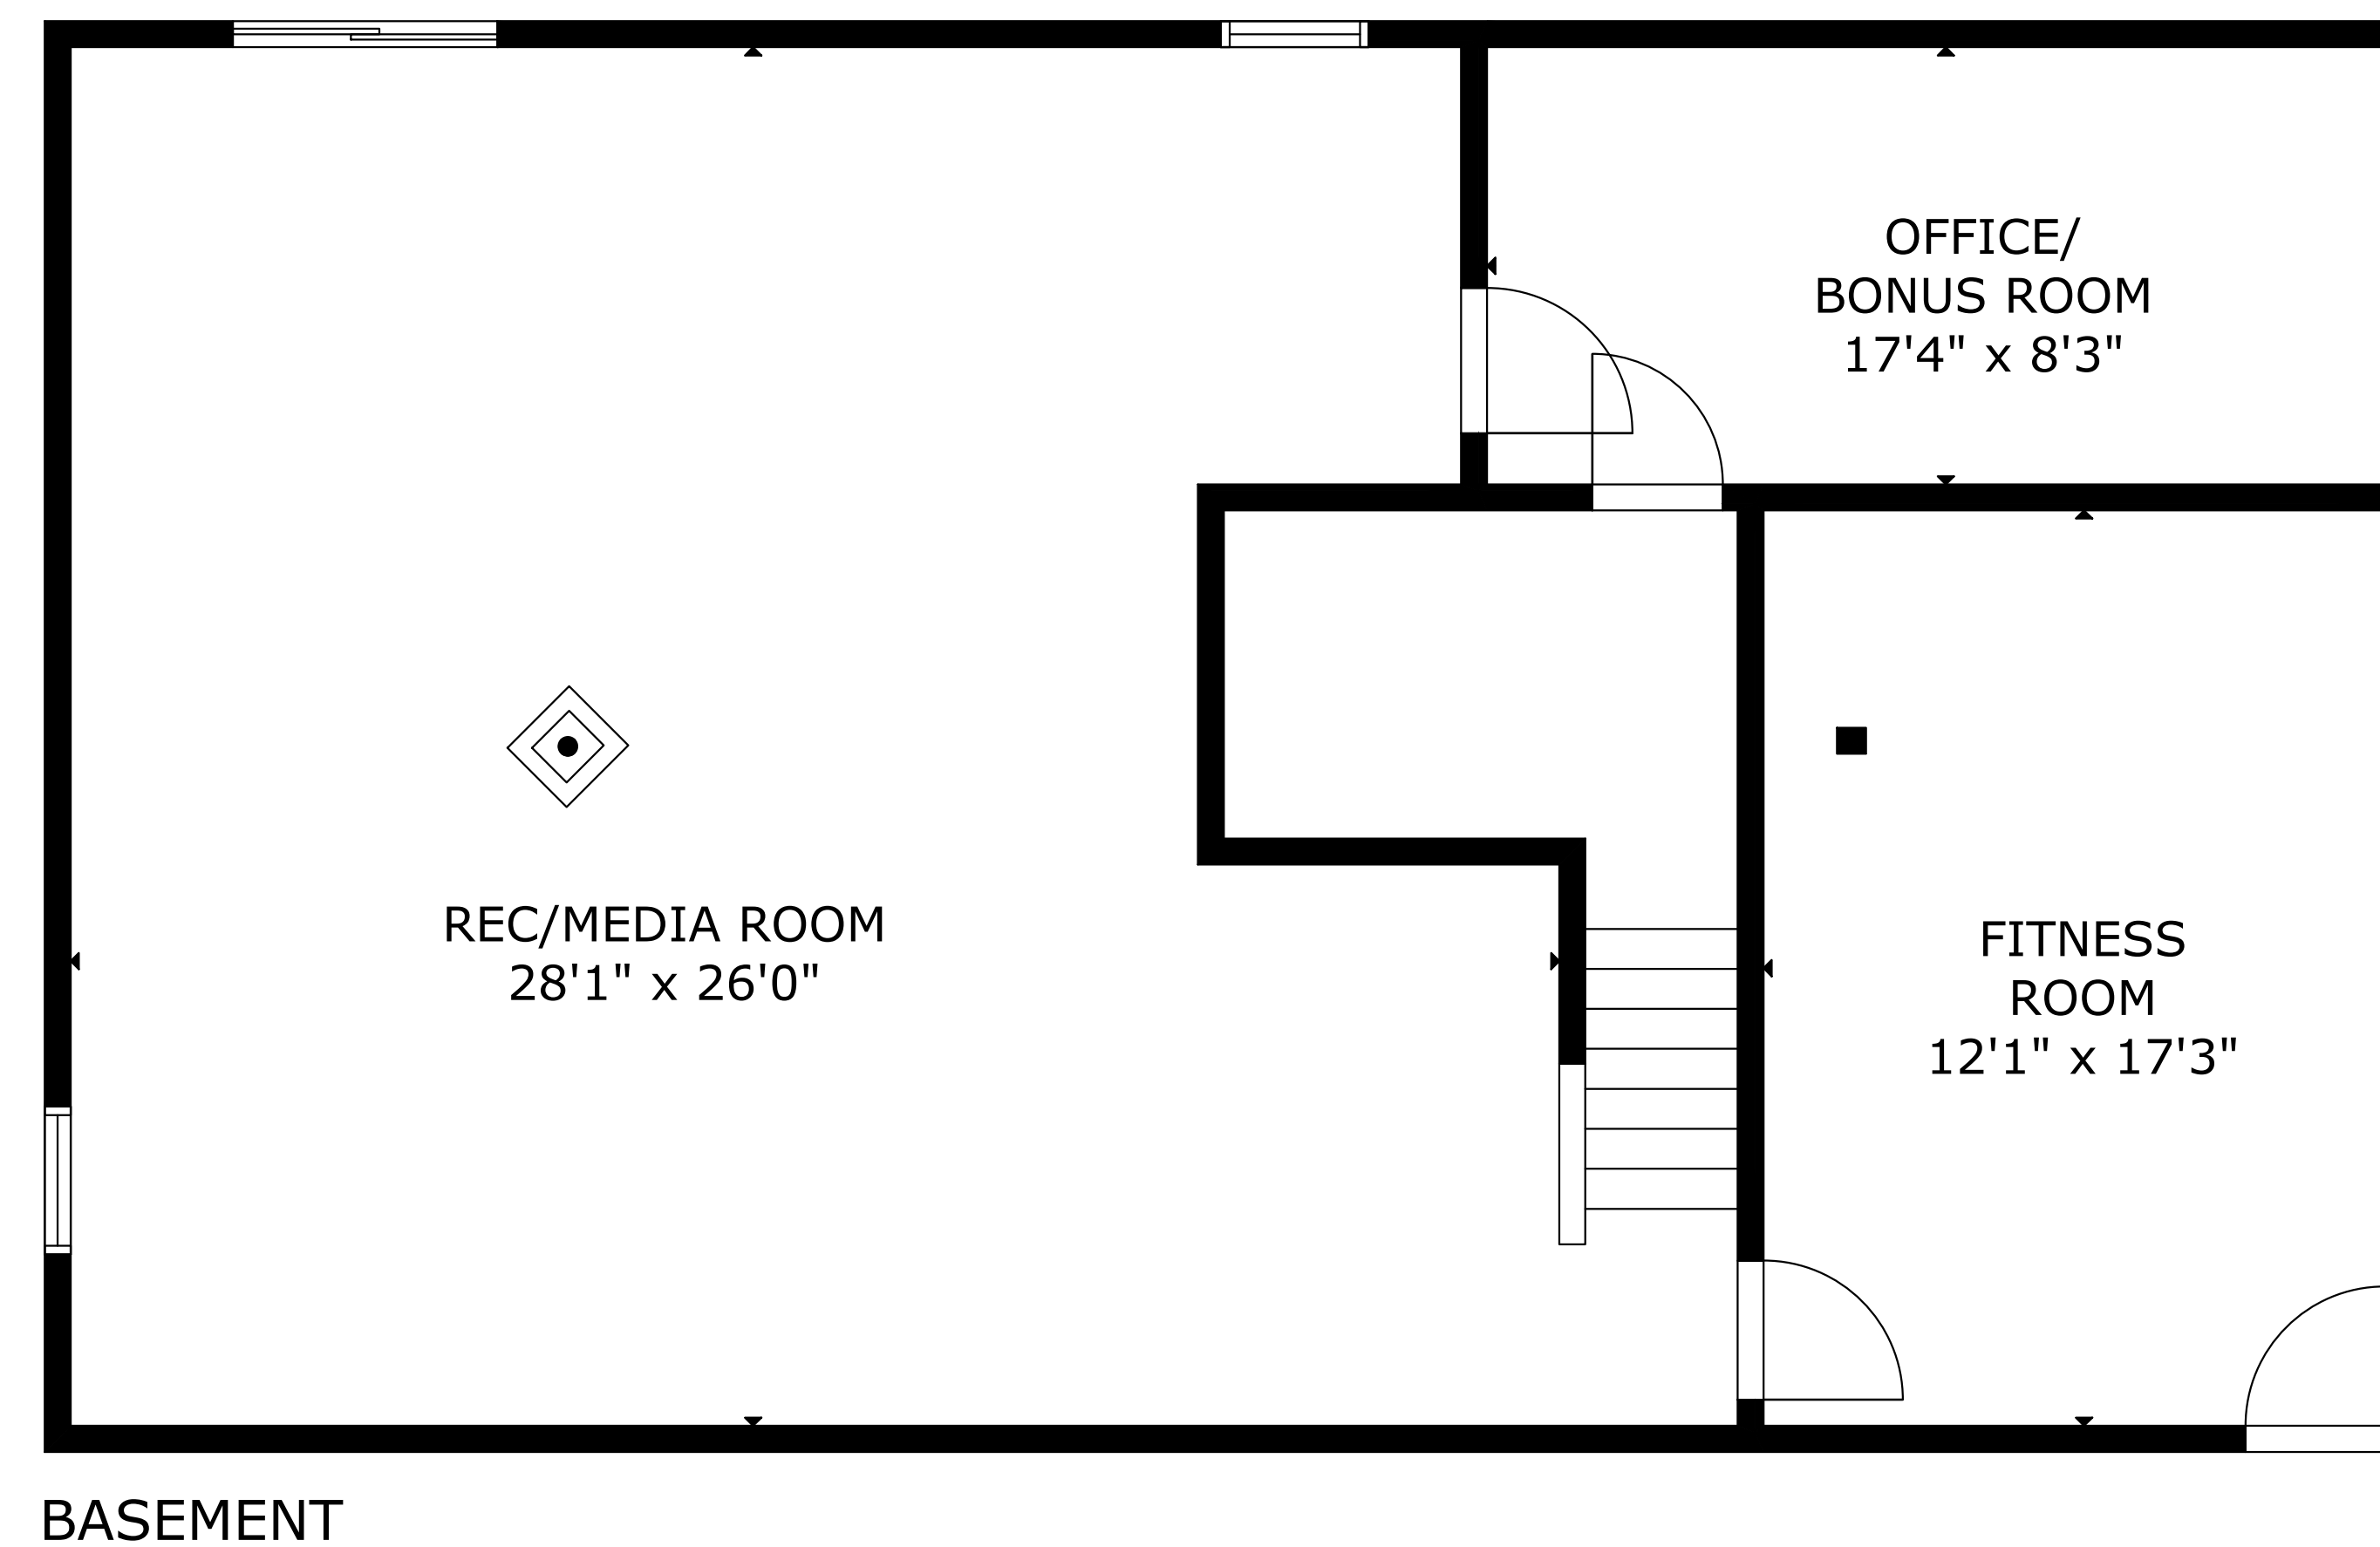 OFFICE/
BONUS ROOM
17'4" x 8'3"
REC/MEDIA ROOM
28'1" x 26'0"
FITNESS
ROOM
12'1" x 17'3"
BASEMENT